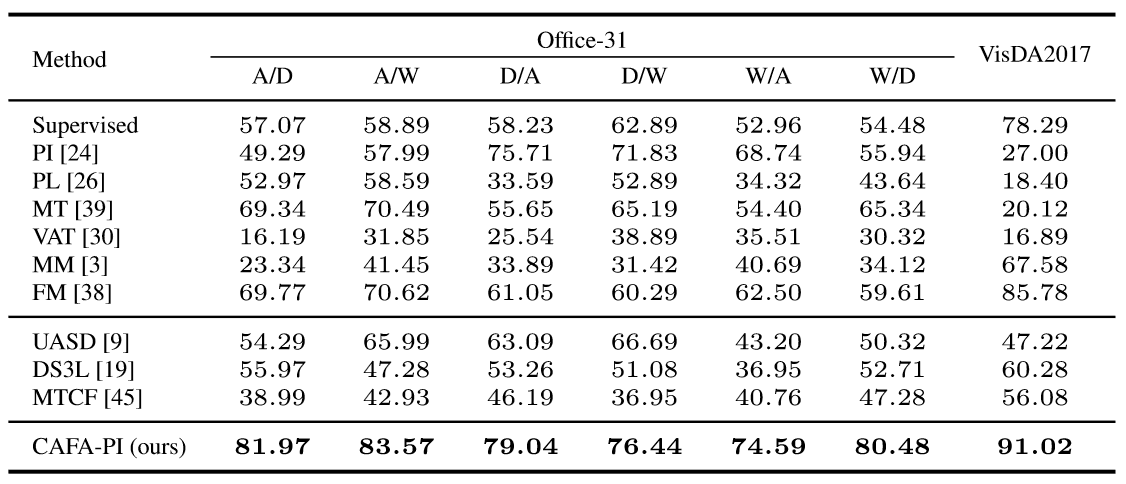 Method Office-31 VisDA2017
A/D A/W D/A D/W W/A W/D
Supervised 57.07 58.89 58.23 62.89 52.96 54.48 78.29
PI [24] 49.29 57.99 75.71 71.83 68.74 55.94 27.00
PL [26] 52.97 58.59 33.59 52.89 34.32 43.64 18.40
MT [39] 69.34 70.49 55.65 65.19 54.40 65.34 20.12
VAT [30] 16.19 31.85 25.54 38.89 35.51 30.32 16.89
MM [3] 23.34 41.45 33.89 31.42 40.69 34.12 67.58
FM [38] 69.77 70.62 61.05 60.29 62.50 59.61 85.78
UASD [9] 54.29 65.99 63.09 66.69 43.20 50.32 47.22
DS3L [19] 55.97 47.28 53.26 51.08 36.95 52.71 60.28
MTCF [45] 38.99 42.93 46.19 36.95 40.76 47.28 56.08
CAFA-PI (ours) 81.97 83.57 79.04 76.44 74.59 80.48 91.02